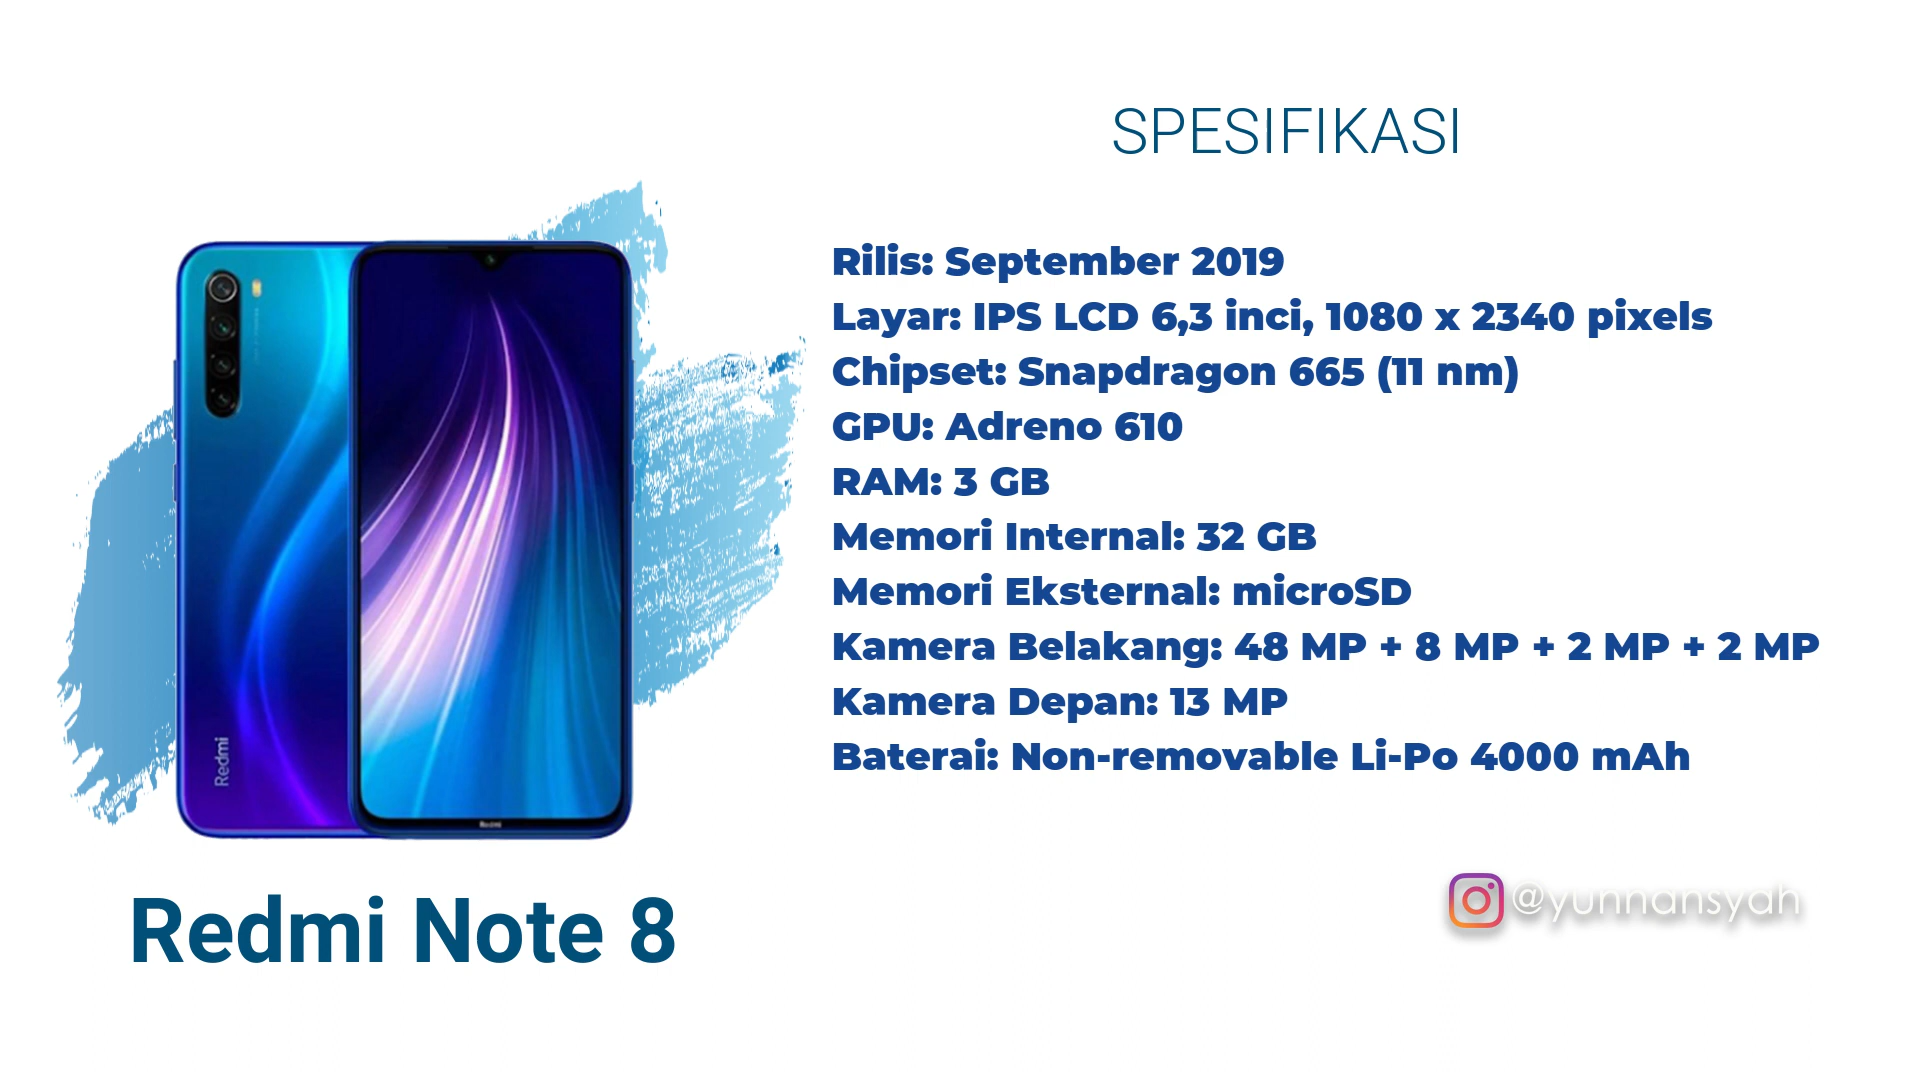 SPESIFIKASI
Rilis: September 2019
Layar: IPS LCD 6,3 inci, 1080 x 2340 pixels
Chipset: Snapdragon 665 (11 nm)
GPU: Adreno 610
RAM: 3 GB
Memori Internal: 32 GB
Memori Eksternal: microSD
Kamera Belakang: 48 MP + 8 MP + 2 MP + 2 MP
Kamera Depan: 13 MP
Baterai: Non-removable Li-Po 4000 mAh
Redmi
Redmi
Redmi Note 8
@yunnansyah